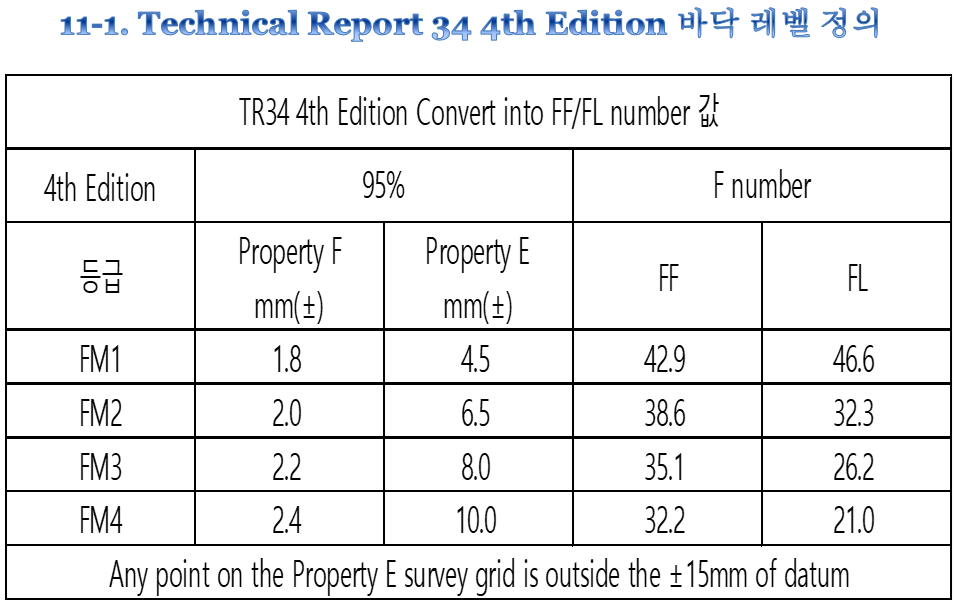 11-1. Technical Report 34 4th Edition 바닥 레벨 정의
TR34 4th Edition Convert into FF/FL number 값
4th Edition 95% F number
등급 Property F mm(±) Property E mm(±) FF FL
FM1 1.8 4.5 42.9 46.6
FM2 2.0 6.5 38.6 32.3
FM3 2.2 8.0 35.1 26.2
FM4 2.4 10.0 32.2 21.0
Any point on the Property E survey grid is outside the ±15mm of datum